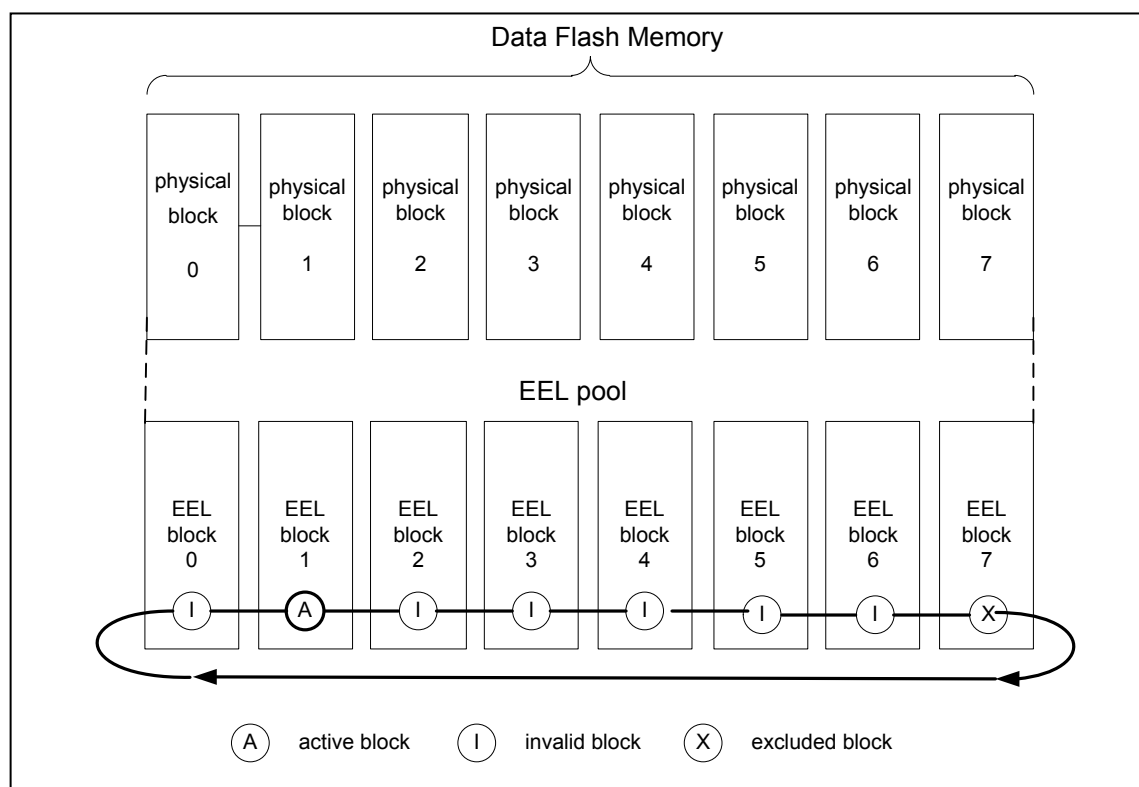 Data Flash Memory
physical
block
0
physical
block
1
physical
block
2
physical
block
3
physical
block
4
physical
block
5
physical
block
6
physical
block
7
EEL pool
EEL
block
0
EEL
block
1
EEL
block
2
EEL
block
3
EEL
block
4
EEL
block
5
EEL
block
6
EEL
block
7
I
A
I
I
I
I
I
X
A active block
I invalid block
X excluded block